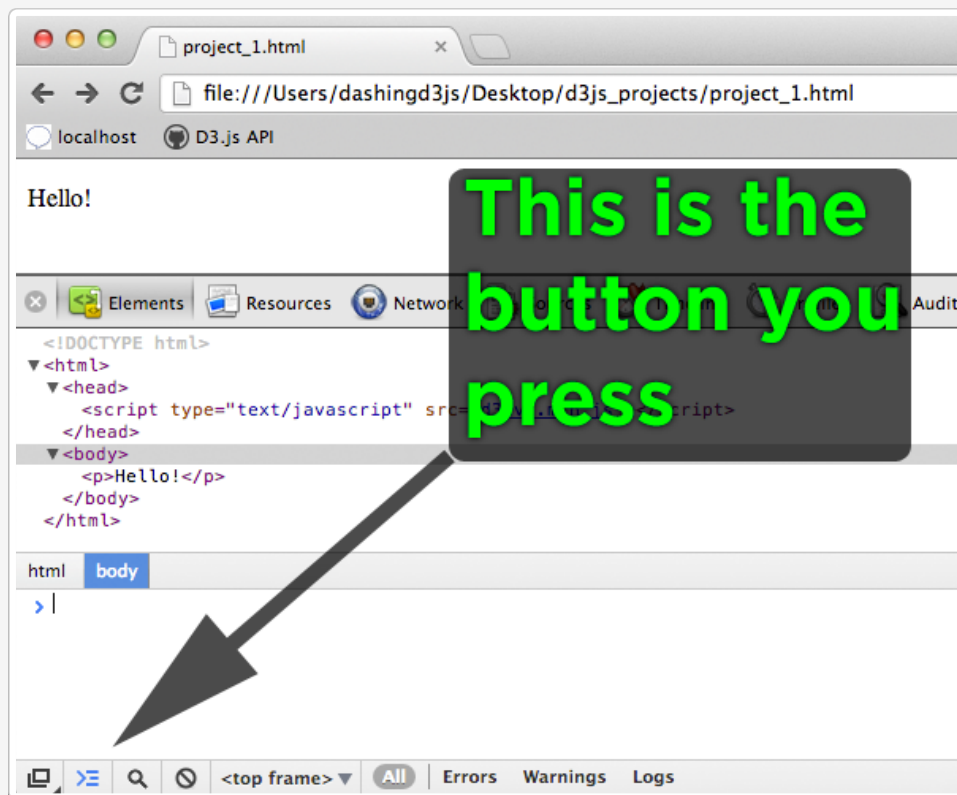 project_1.html
file:///Users/dashingd3js/Desktop/d3js_projects/project_1.html
localhost D3.js API
Hello!
This is the
button you
press
Elements Resources Network Audit
<!DOCTYPE html>
▼<html>
▼<head>
<script type="text/javascript" src=
</head>
▼<body>
<p>Hello!</p>
</body>
</html>
html body
>
<top frame> ▼ All Errors Warnings Logs